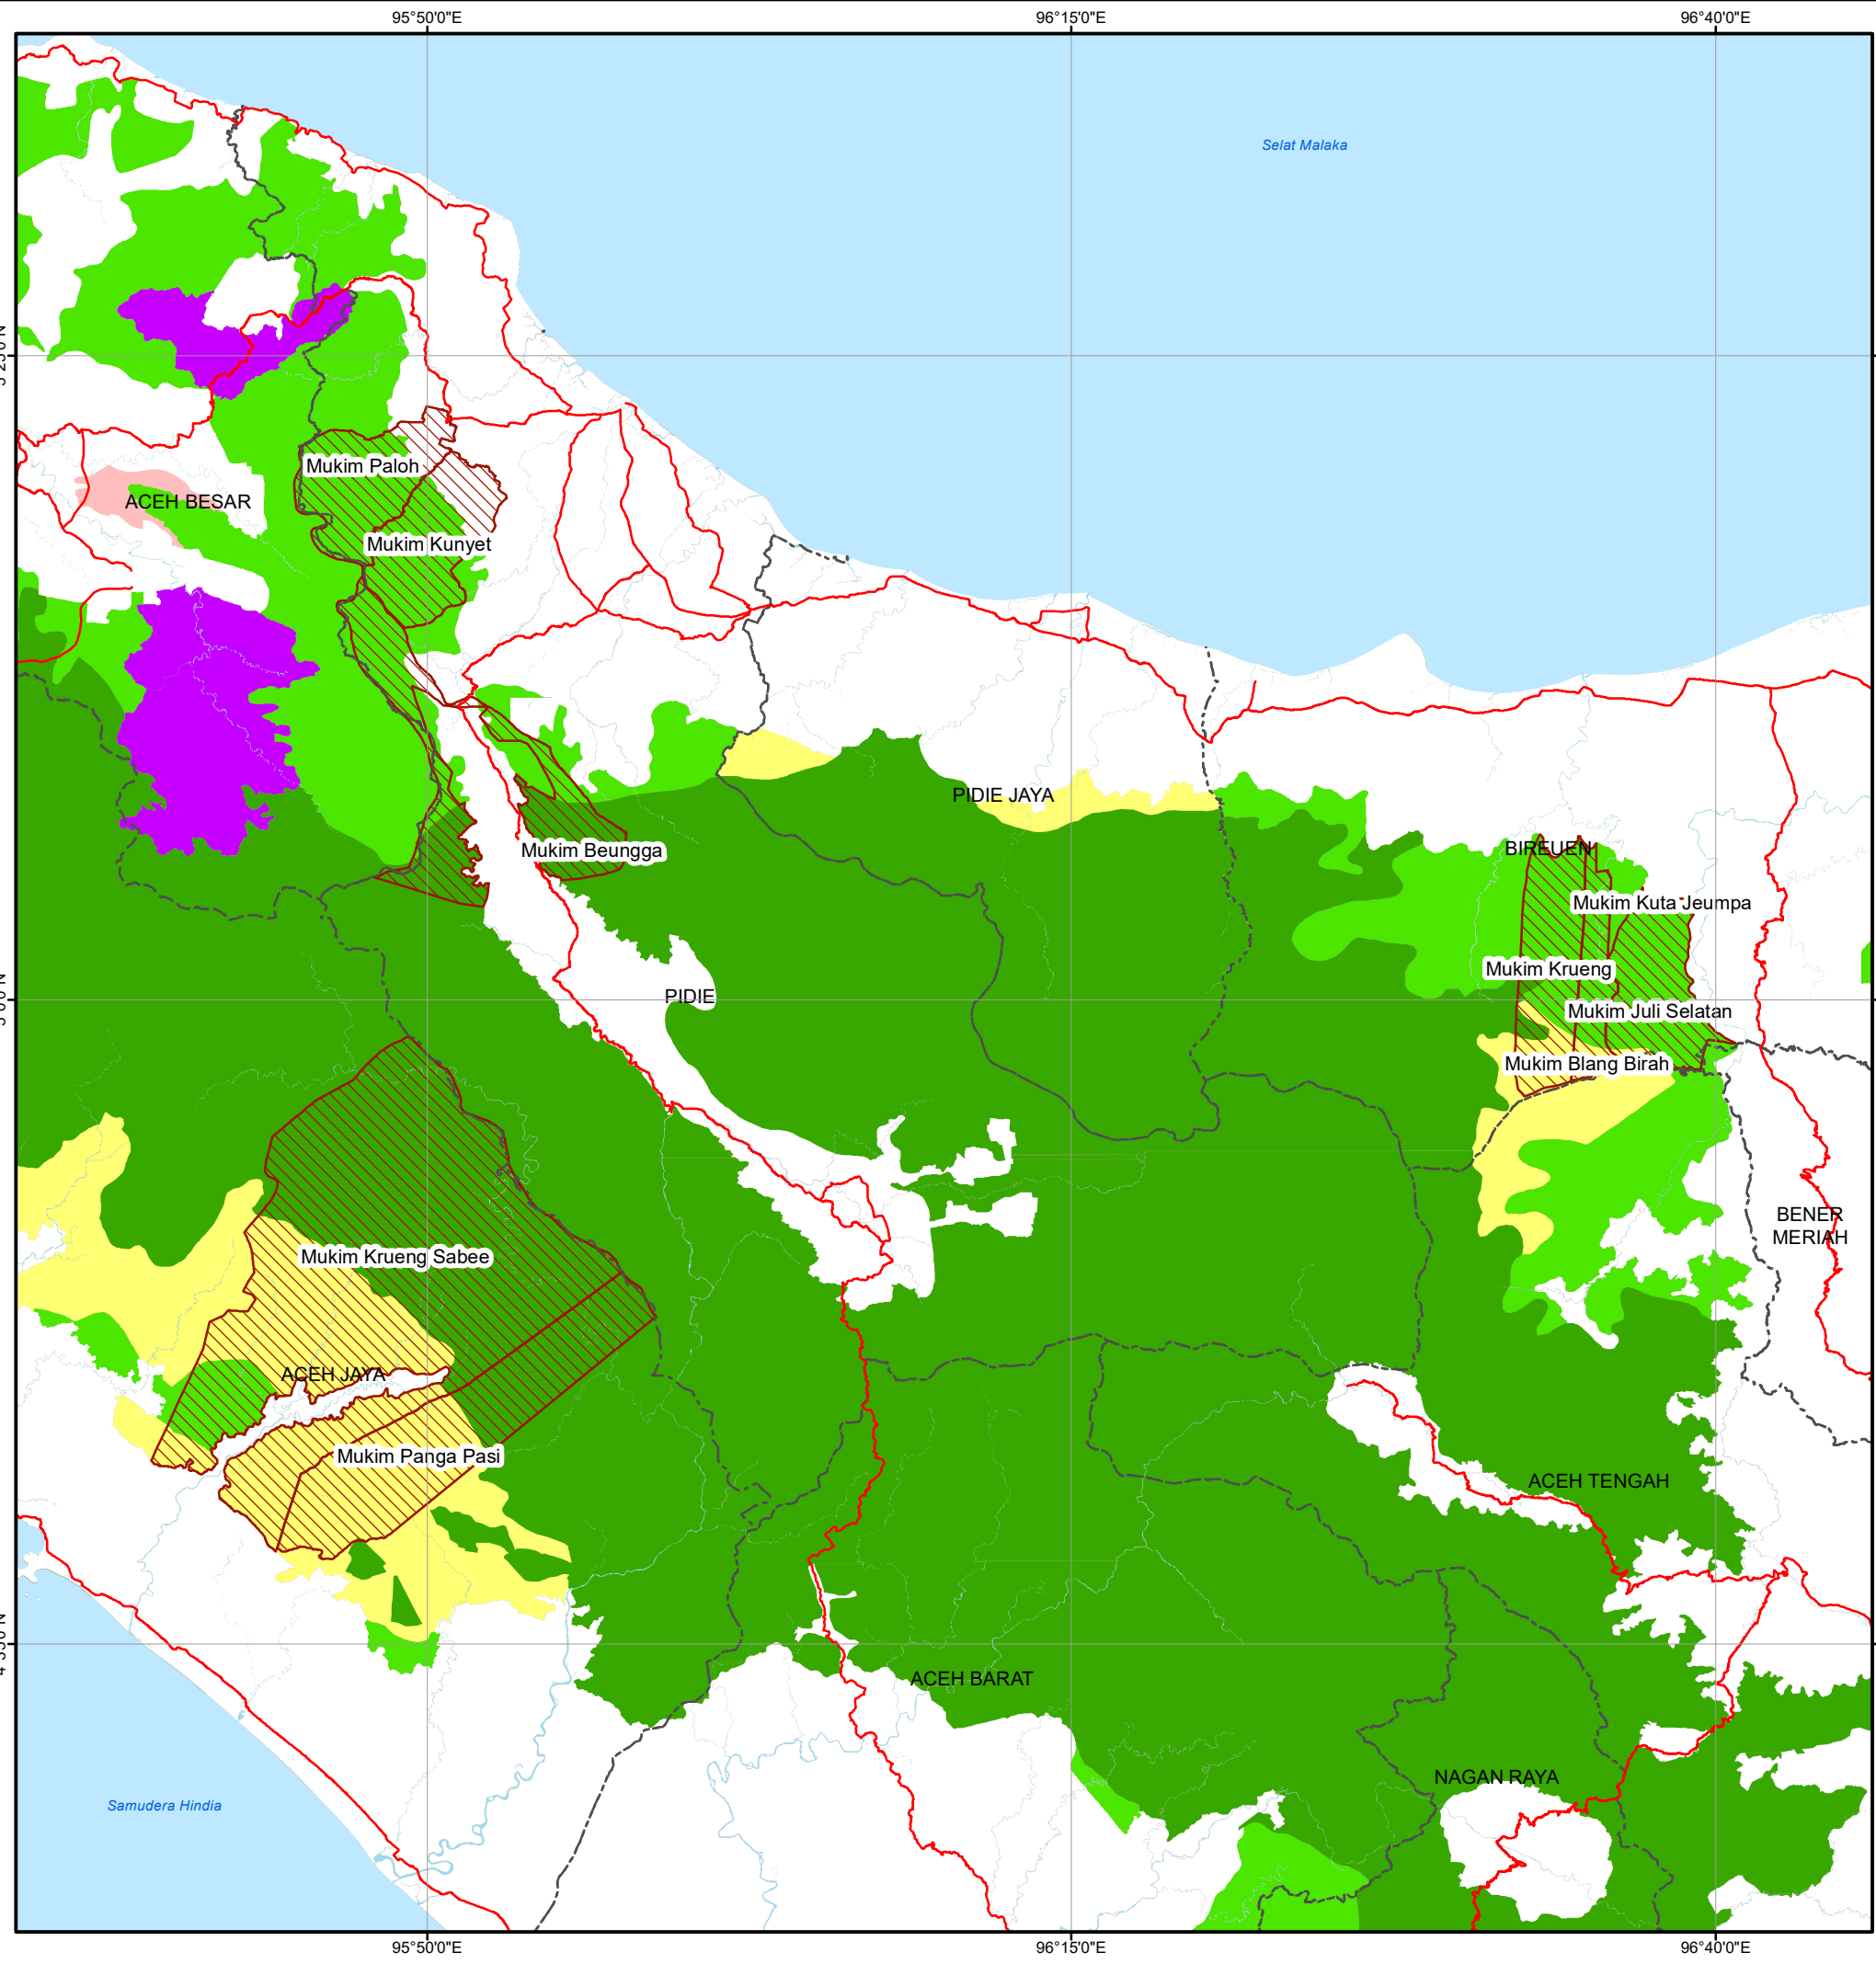 95°50'0"E
96°15'0"E
96°40'0"E
Selat Malaka
Mukim Paloh
ACEH BESAR
Mukim Kunyet
PIDIE JAYA
Mukim Beungga
BIREUEN
Mukim Kuta Jeumpa
Mukim Krueng
PIDIE
Mukim Juli Selatan
Mukim Blang Birah
BENER
MERIAH
Mukim Krueng Sabee
ACEH JAYA
Mukim Panga Pasi
ACEH TENGAH
ACEH BARAT
NAGAN RAYA
Samudera Hindia
95°50'0"E
96°15'0"E
96°40'0"E